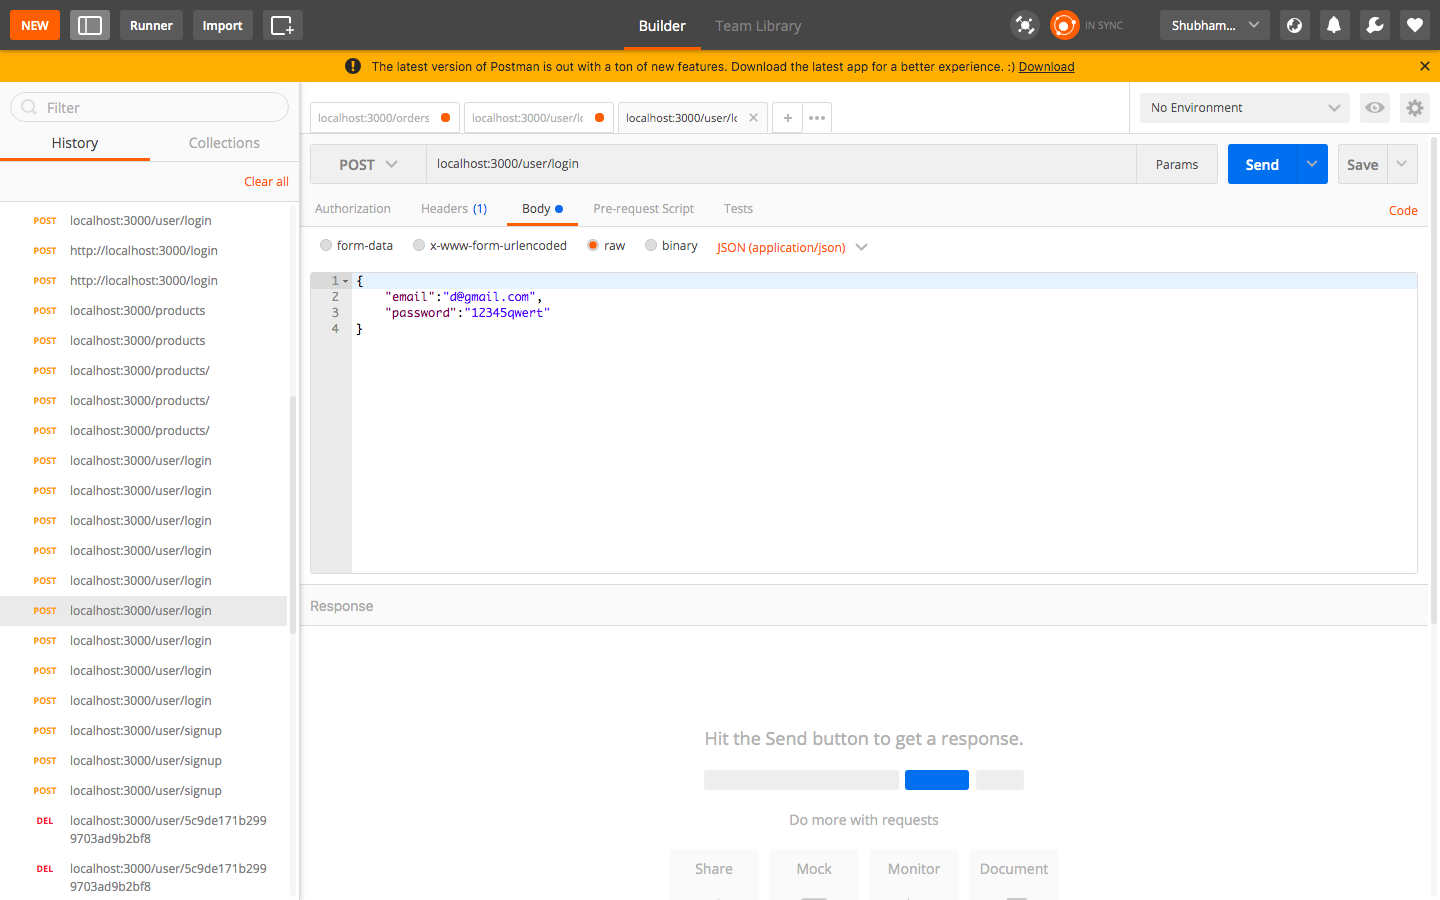 NEW
Runner
Import
Builder
Team Library
IN SYNC
Shubham...
The latest version of Postman is out with a ton of new features. Download the latest app for a better experience. :) Download
Filter
History
Collections
Clear all
POST localhost:3000/user/login
POST http://localhost:3000/login
POST http://localhost:3000/login
POST localhost:3000/products
POST localhost:3000/products
POST localhost:3000/products/
POST localhost:3000/products/
POST localhost:3000/products/
POST localhost:3000/user/login
POST localhost:3000/user/login
POST localhost:3000/user/login
POST localhost:3000/user/login
POST localhost:3000/user/login
POST localhost:3000/user/login
POST localhost:3000/user/login
POST localhost:3000/user/login
POST localhost:3000/user/login
POST localhost:3000/user/signup
POST localhost:3000/user/signup
POST localhost:3000/user/signup
DEL localhost:3000/user/5c9de171b299
9703ad9b2bf8
DEL localhost:3000/user/5c9de171b299
9703ad9b2bf8
localhost:3000/orders
localhost:3000/user/lo
localhost:3000/user/lo
No Environment
POST
localhost:3000/user/login
Params
Send
Save
Authorization
Headers (1)
Body
Pre-request Script
Tests
Code
form-data
x-www-form-urlencoded
raw
binary
JSON (application/json)
1 {
2 "email":"d@gmail.com",
3 "password":"12345qwert"
4 }
Response
Hit the Send button to get a response.
Do more with requests
Share
Mock
Monitor
Document